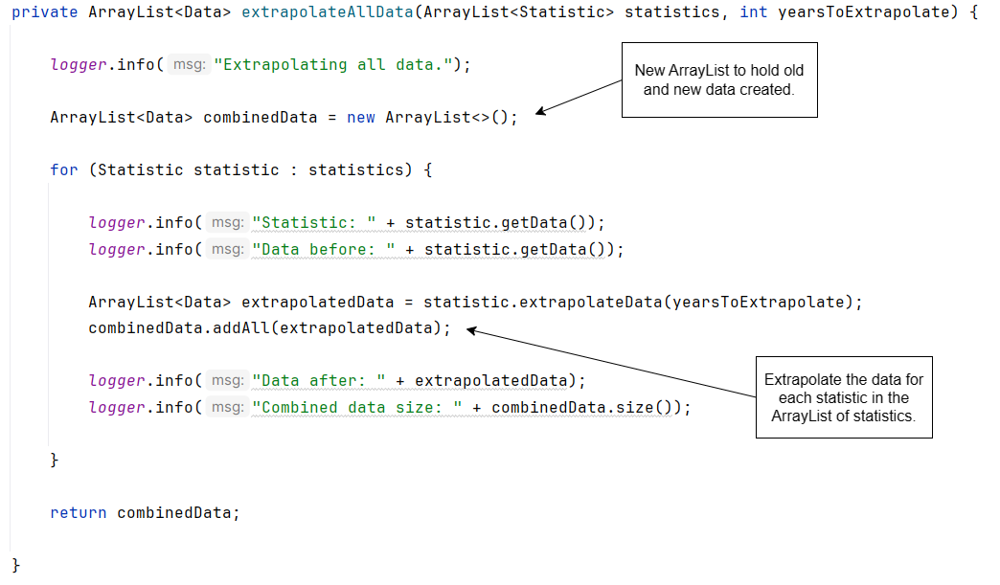 private ArrayList<Data> extrapolateAllData(ArrayList<Statistic> statistics, int yearsToExtrapolate) {
logger.info( msg: "Extrapolating all data.");
New ArrayList to hold old
and new data created.
ArrayList<Data> combinedData = new ArrayList<>();
for (Statistic statistic : statistics) {
logger.info( msg: "Statistic: " + statistic.getData());
logger.info( msg: "Data before: " + statistic.getData());
ArrayList<Data> extrapolatedData = statistic.extrapolateData(yearsToExtrapolate);
combinedData.addAll(extrapolatedData);
Extrapolate the data for
each statistic in the
ArrayList of statistics.
logger.info( msg: "Data after: " + extrapolatedData);
logger.info( msg: "Combined data size: " + combinedData.size());
}
return combinedData;
}